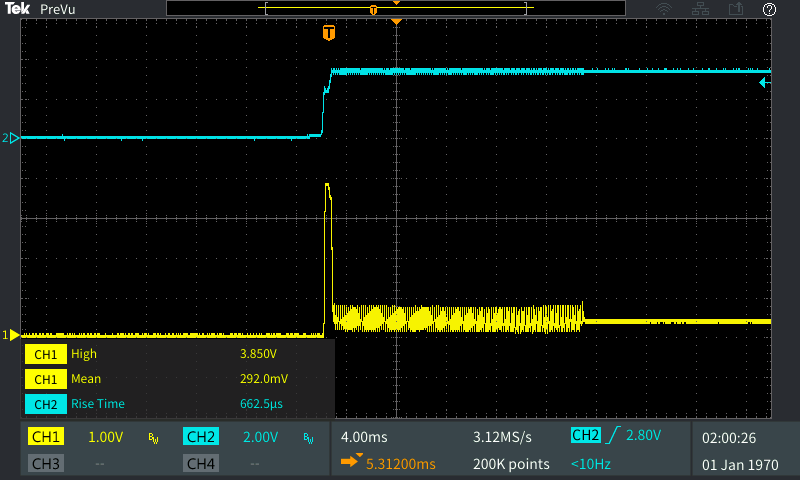 Tek PreVu
T
T
2
1
CH1 High 3.850V
CH1 Mean 292.0mV
CH2 Rise Time 662.5µs
CH1 1.00V BW CH2 2.00V BW 4.00ms 3.12MS/s CH2 2.80V 02:00:26
CH3 -- CH4 -- 5.31200ms 200K points <10Hz 01 Jan 1970